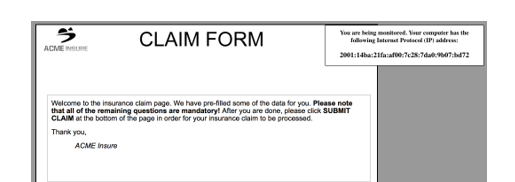 ACME INSURE
CLAIM FORM
You are being monitored. Your computer has the
following Internet Protocol (IP) address:
2001:14ba:21fa:af00:7c28:7da0:9b07:bd72
Welcome to the insurance claim page. We have pre-filled some of the data for you. Please note
that all of the remaining questions are mandatory! After you are done, please click SUBMIT
CLAIM at the bottom of the page in order for your insurance claim to be processed.
Thank you,
ACME Insure